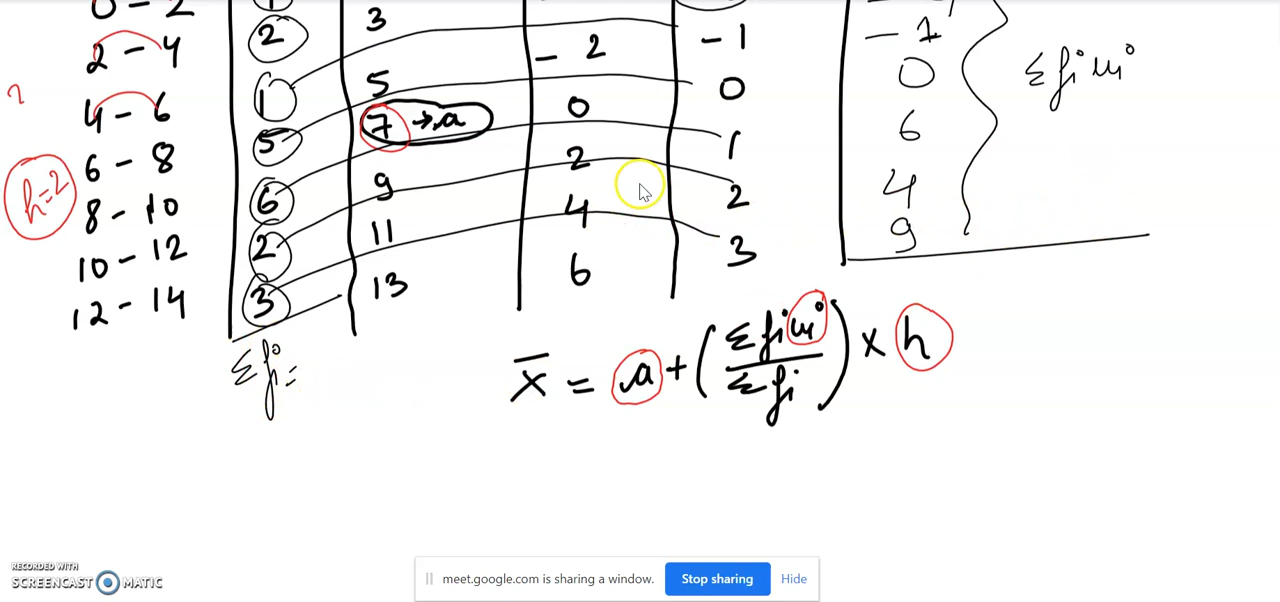 0 - 2
2 - 4
4 - 6
6 - 8
8 - 10
10 - 12
12 - 14
h = 2
2
1
5
6
2
3
Σfi =
3
5
7 → a
9
11
13
- 2
0
2
4
6
- 1
0
1
2
3
- 1
0
6
4
9
Σfiui
x̄ = a + (Σfiui / Σfi) × h
RECORDED WITH
SCREENCAST MATIC
meet.google.com is sharing a window.
Stop sharing
Hide